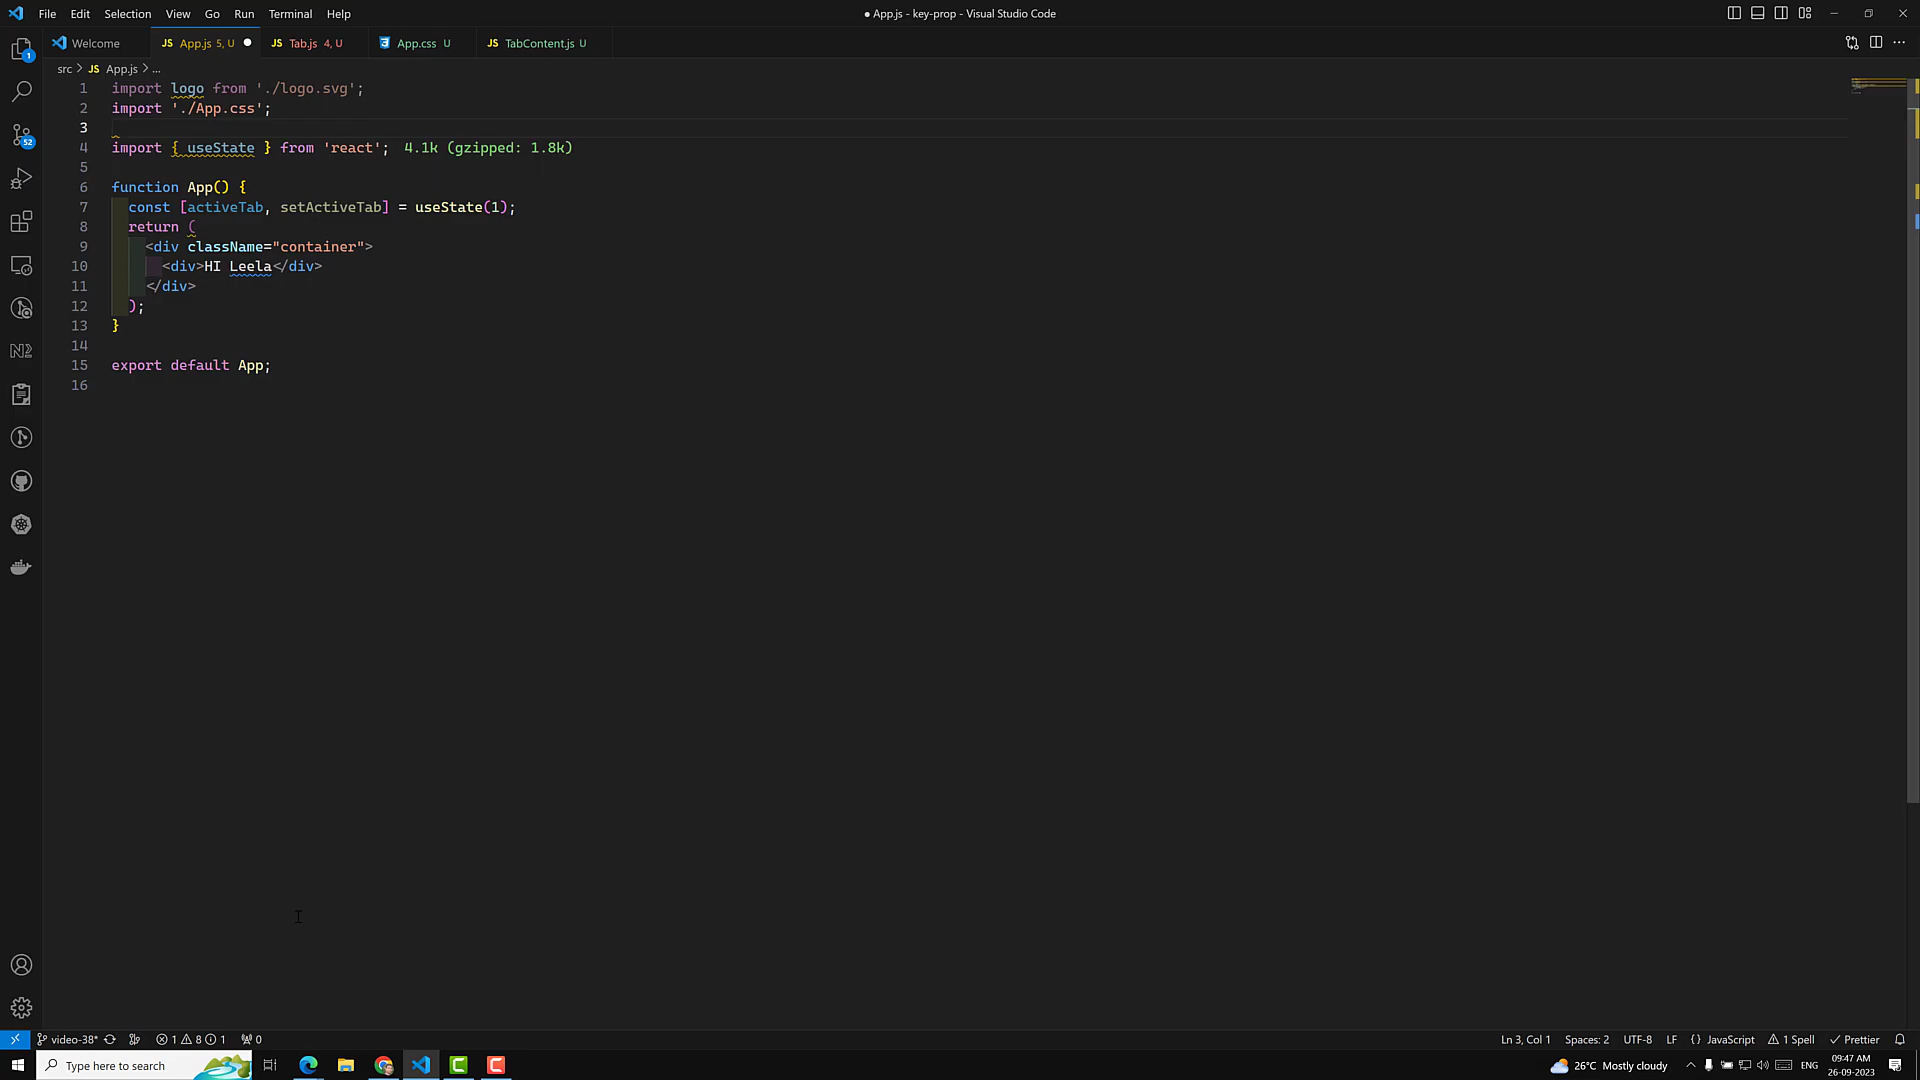 File Edit Selection View Go Run Terminal Help
● App.js - key-prop - Visual Studio Code
Welcome
JS App.js 5, U
JS Tab.js 4, U
App.css U
JS TabContent.js U
src > JS App.js > ...
1 import logo from './logo.svg';
2 import './App.css';
3
4 import { useState } from 'react'; 4.1k (gzipped: 1.8k)
5
6 function App() {
7 const [activeTab, setActiveTab] = useState(1);
8 return (
9 <div className="container">
10 <div>HI Leela</div>
11 </div>
12 );
13 }
14
15 export default App;
16
1
52
N2
video-38* 1 8 1 0
Ln 3, Col 1 Spaces: 2 UTF-8 LF {} JavaScript 1 Spell Prettier
Type here to search
26°C Mostly cloudy
ENG
09:47 AM
26-09-2023